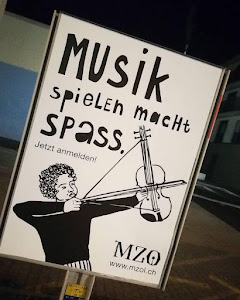 MUSIK
SPiELEN MACHT
SPASS.
Jetzt anmelden!
MZO
www.mzol.ch